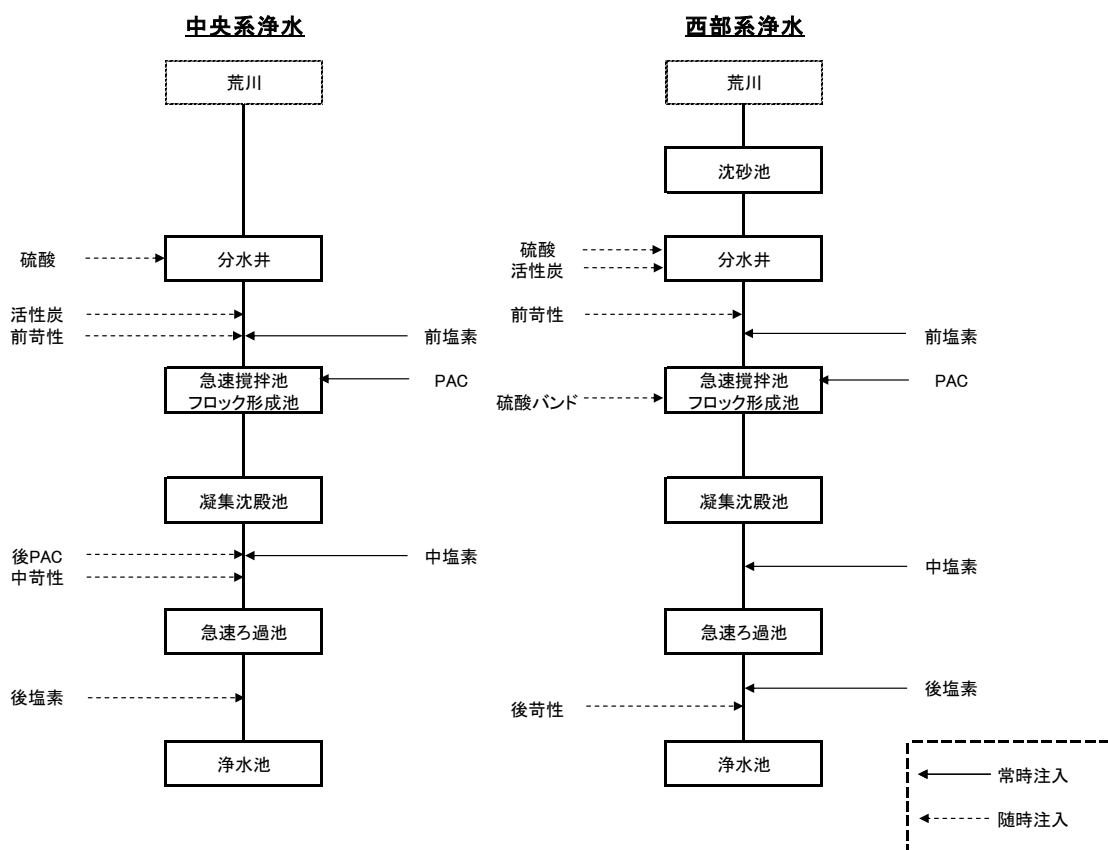 中央系浄水
荒川
硫酸
分水井
活性炭
前苛性
前塩素
急速撹拌池
フロック形成池
PAC
凝集沈殿池
後PAC
中苛性
中塩素
急速ろ過池
後塩素
浄水池
西部系浄水
荒川
沈砂池
硫酸
活性炭
分水井
前苛性
前塩素
急速撹拌池
フロック形成池
PAC
硫酸バンド
凝集沈殿池
中塩素
急速ろ過池
後塩素
後苛性
浄水池
常時注入
随時注入